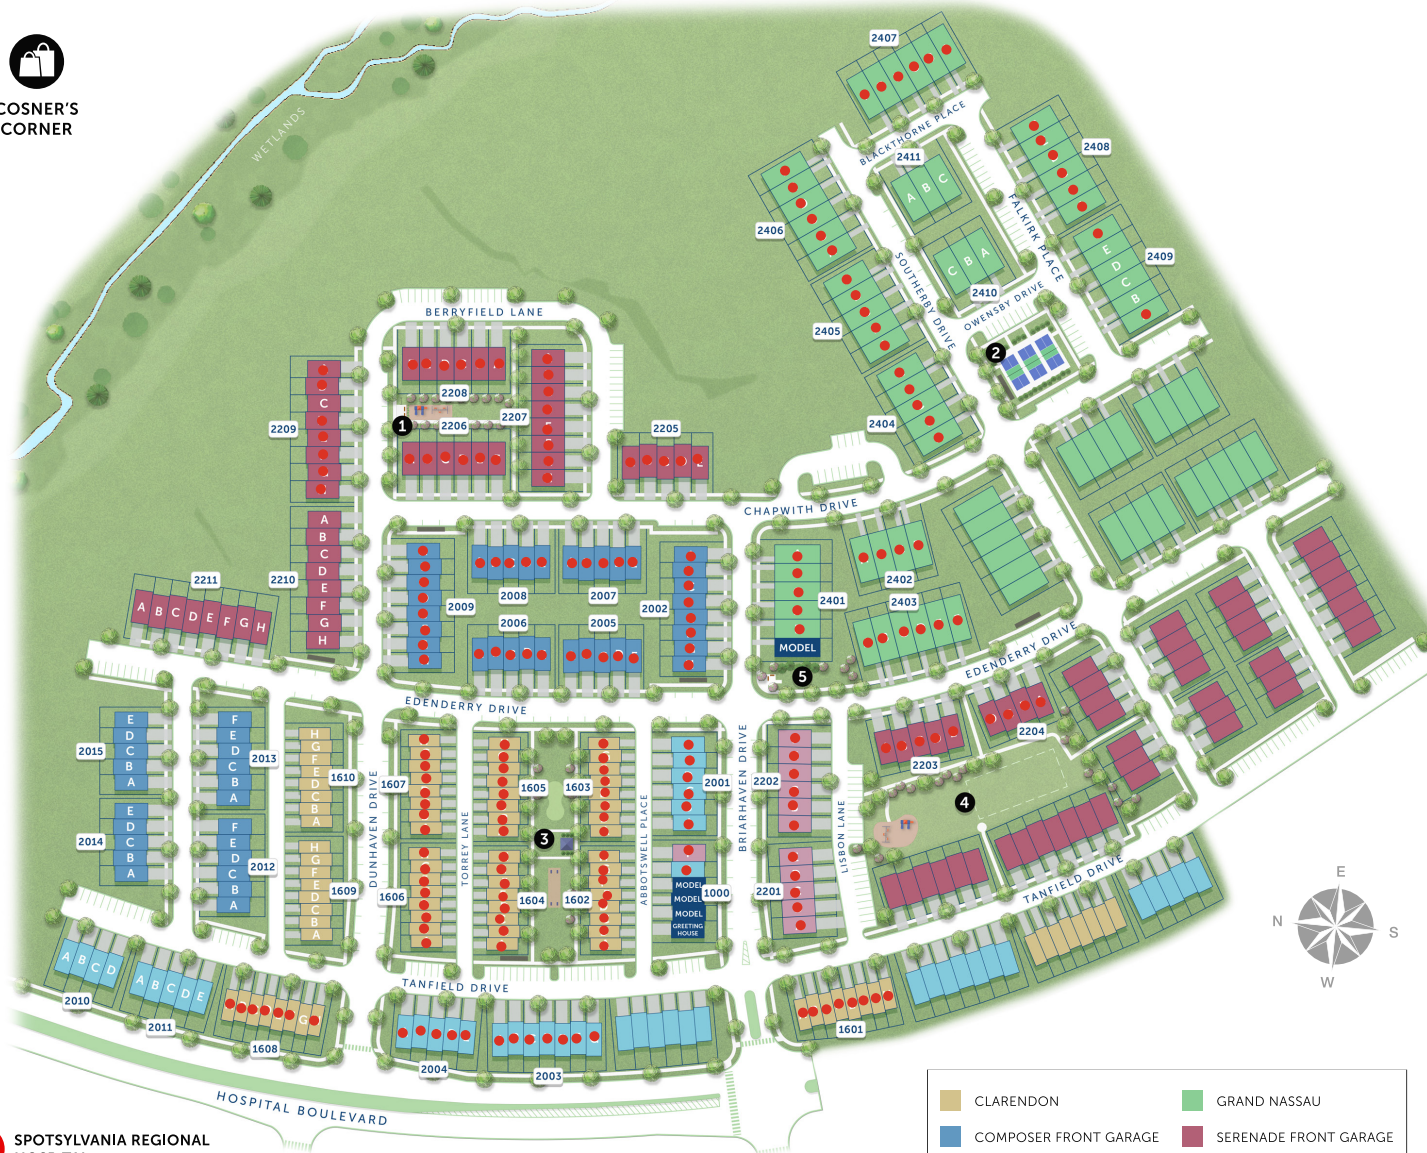 COSNER'S
CORNER
WETLANDS
2407
BLACKTHORNE PLACE
2408
2411
A B C
2406
FALKIRK PLACE
2409
E
D
C
B
C B A
2410
SOUTHERBY DRIVE
OWENSBY DRIVE
2405
2
2404
BERRYFIELD LANE
2208
2207
2209
C
1
2206
2205
CHAPWITH DRIVE
2210
A
B
C
D
E
F
G
H
2211
A B C D E F G H
2009
2008
2007
2002
2006
2005
2401
2402
2403
MODEL
5
EDENDERRY DRIVE
EDENDERRY DRIVE
2015
E
D
C
B
A
2013
F
E
D
C
B
A
1610
H
G
F
E
D
C
B
A
2014
E
D
C
B
A
2012
F
E
D
C
B
A
1609
H
G
F
E
D
C
B
A
DUNHAVEN DRIVE
1607
1606
TORREY LANE
1605
1603
3
1604
1602
ABBOTSWELL PLACE
2001
1000
MODEL
MODEL
MODEL
GREETING
HOUSE
BRIARHAVEN DRIVE
2202
2201
LISBON LANE
2203
2204
4
TANFIELD DRIVE
TANFIELD DRIVE
2010
A B C D
2011
A B C D E
1608
G
2004
2003
1601
HOSPITAL BOULEVARD
E
N
S
W
CLARENDON
GRAND NASSAU
COMPOSER FRONT GARAGE
SERENADE FRONT GARAGE
SPOTSYLVANIA REGIONAL